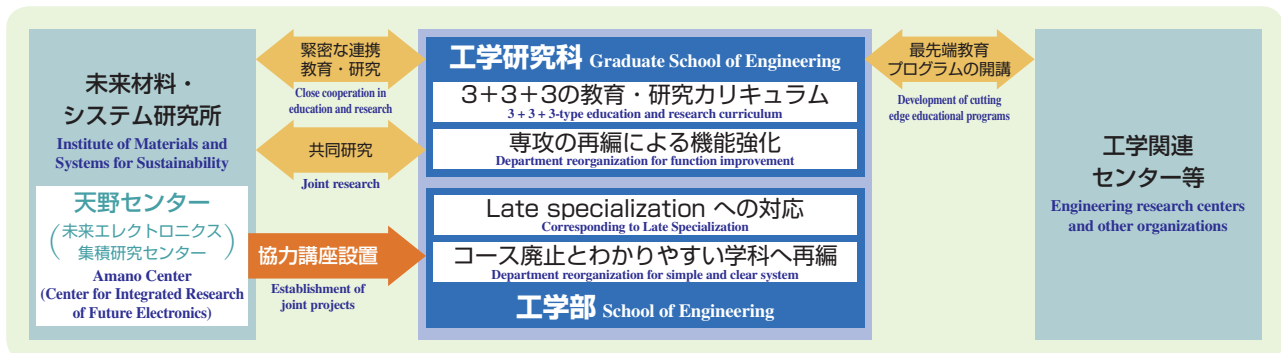 未来材料・
システム研究所
Institute of Materials and
Systems for Sustainability
天野センター
(未来エレクトロニクス
集積研究センター)
Amano Center
(Center for Integrated Research
of Future Electronics)
緊密な連携
教育・研究
Close cooperation in
education and research
共同研究
Joint research
協力講座設置
Establishment of
joint projects
工学研究科 Graduate School of Engineering
3+3+3の教育・研究カリキュラム
3 + 3 + 3-type education and research curriculum
専攻の再編による機能強化
Department reorganization for function improvement
Late specialization への対応
Corresponding to Late Specialization
コース廃止とわかりやすい学科へ再編
Department reorganization for simple and clear system
工学部 School of Engineering
最先端教育
プログラムの開講
Development of cutting
edge educational programs
工学関連
センター等
Engineering research centers
and other organizations